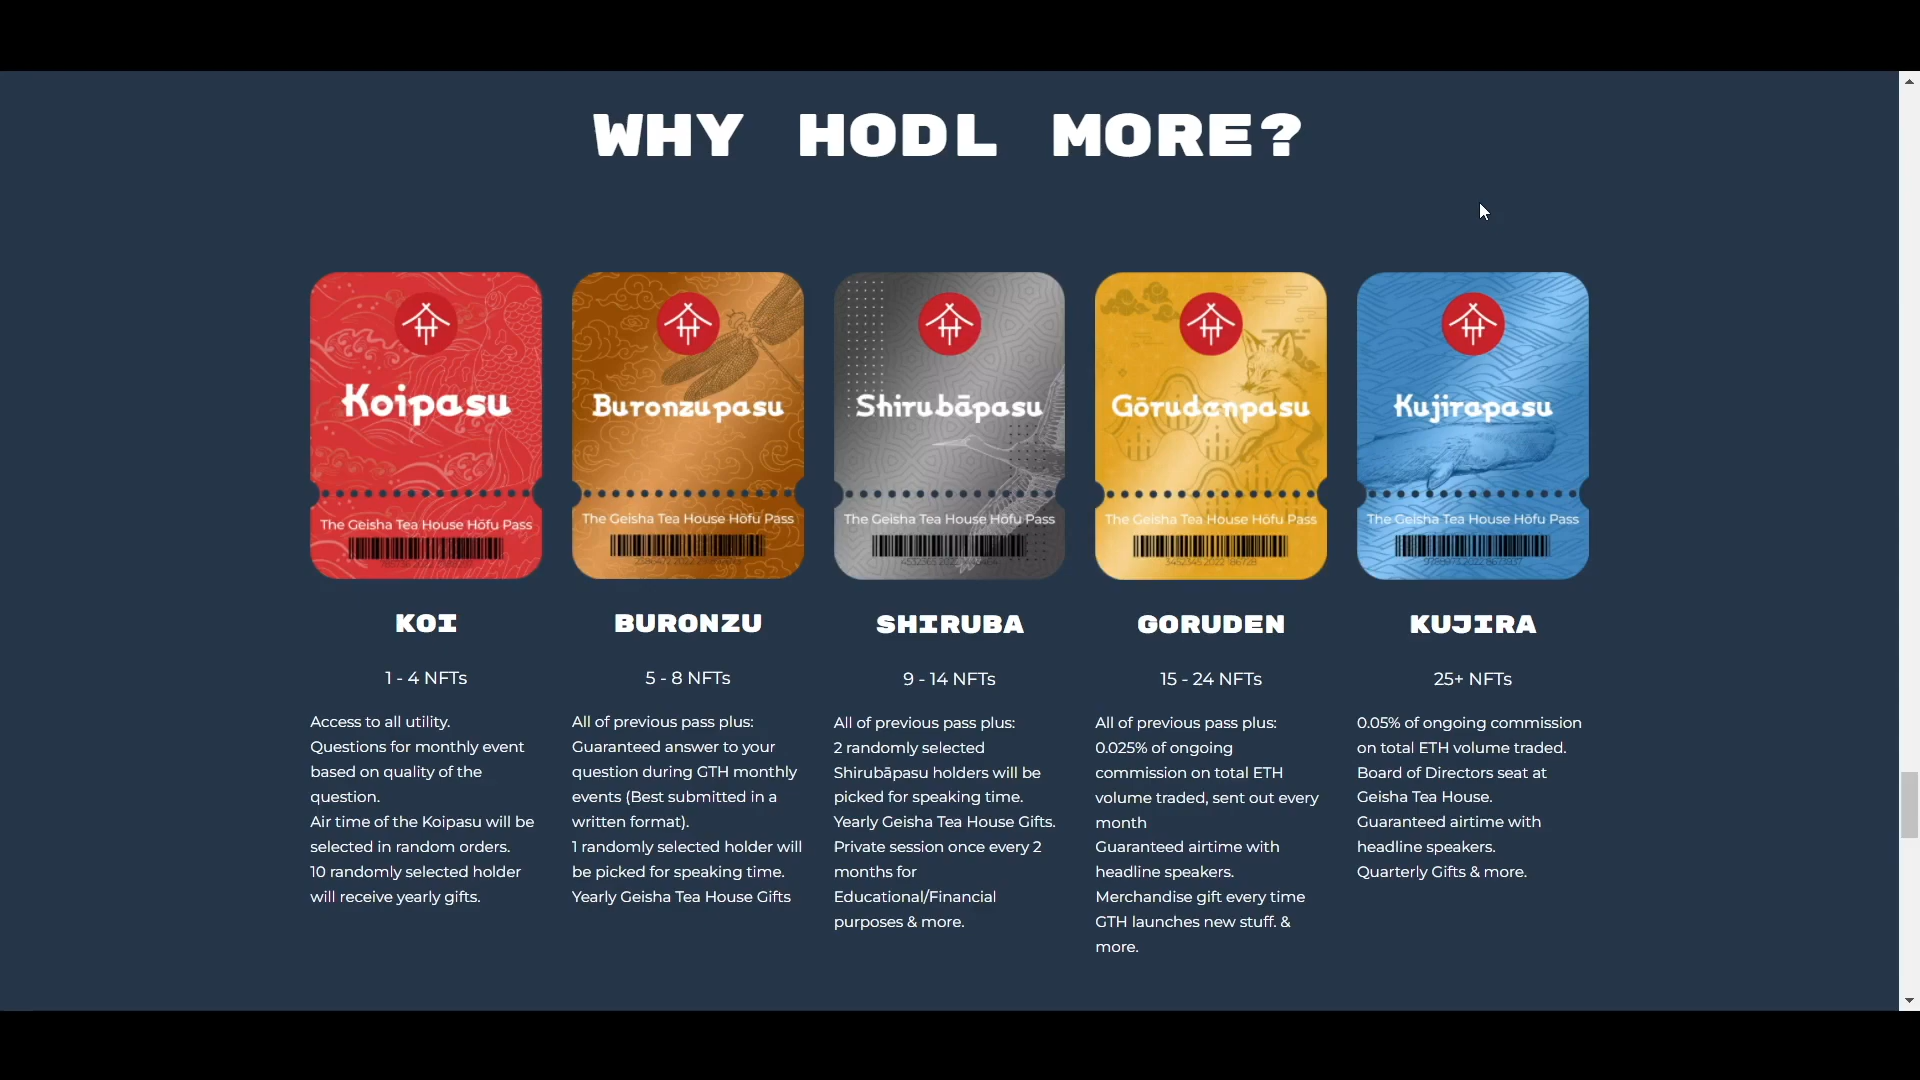 WHY HODL MORE?
Koipasu
The Geisha Tea House Hōfu Pass
KOI
1 - 4 NFTs
Access to all utility.
Questions for monthly event
based on quality of the
question.
Air time of the Koipasu will be
selected in random orders.
10 randomly selected holder
will receive yearly gifts.
Buronzupasu
The Geisha Tea House Hōfu Pass
BURONZU
5 - 8 NFTs
All of previous pass plus:
Guaranteed answer to your
question during GTH monthly
events (Best submitted in a
written format).
1 randomly selected holder will
be picked for speaking time.
Yearly Geisha Tea House Gifts
Shirubāpasu
The Geisha Tea House Hōfu Pass
SHIRUBA
9 - 14 NFTs
All of previous pass plus:
2 randomly selected
Shirubāpasu holders will be
picked for speaking time.
Yearly Geisha Tea House Gifts.
Private session once every 2
months for
Educational/Financial
purposes & more.
Gōrudenpasu
The Geisha Tea House Hōfu Pass
GORUDEN
15 - 24 NFTs
All of previous pass plus:
0.025% of ongoing
commission on total ETH
volume traded, sent out every
month
Guaranteed airtime with
headline speakers.
Merchandise gift every time
GTH launches new stuff. &
more.
Kujirapasu
The Geisha Tea House Hōfu Pass
KUJIRA
25+ NFTs
0.05% of ongoing commission
on total ETH volume traded.
Board of Directors seat at
Geisha Tea House.
Guaranteed airtime with
headline speakers.
Quarterly Gifts & more.